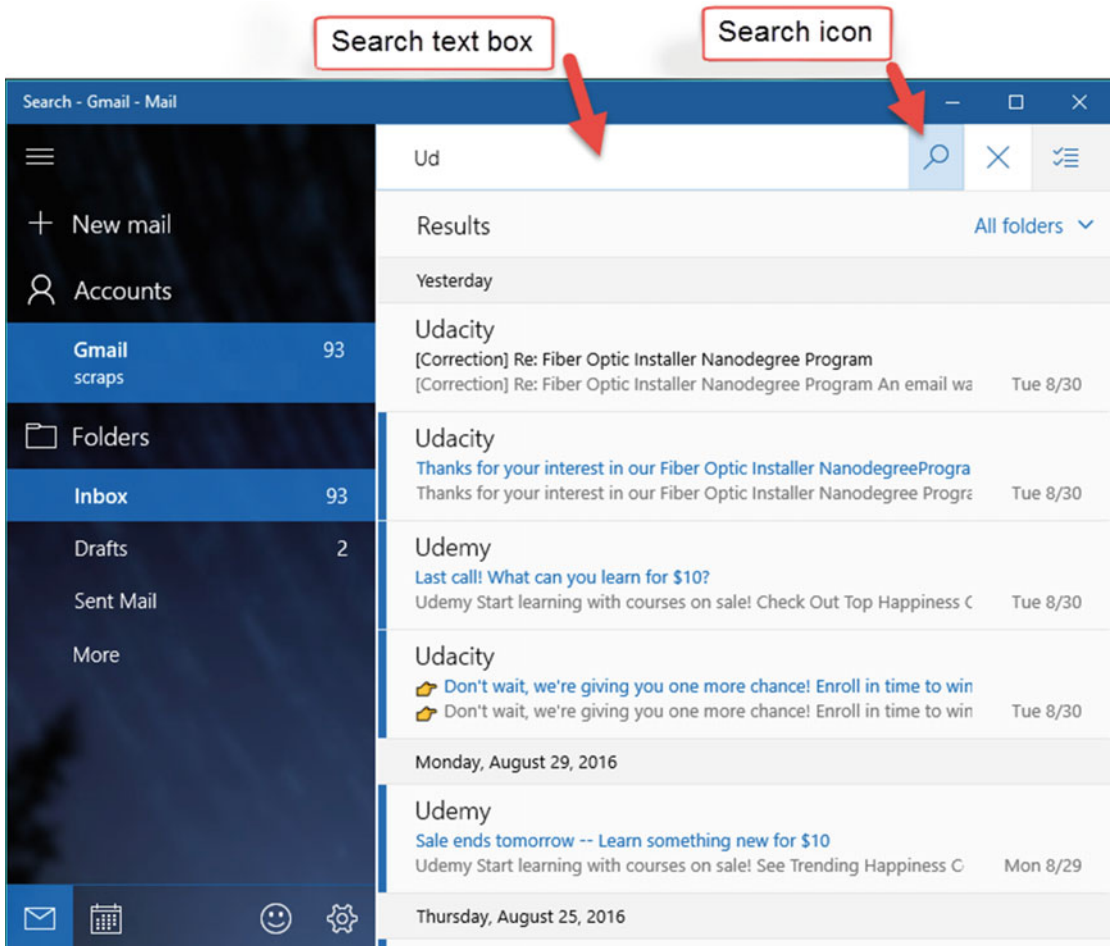 Search text box
Search icon
Search - Gmail - Mail
New mail
Accounts
Gmail 93
scraps
Folders
Inbox 93
Drafts 2
Sent Mail
More
Ud
Results All folders
Yesterday
Udacity
[Correction] Re: Fiber Optic Installer Nanodegree Program
[Correction] Re: Fiber Optic Installer Nanodegree Program An email wa Tue 8/30
Udacity
Thanks for your interest in our Fiber Optic Installer NanodegreeProgra
Thanks for your interest in our Fiber Optic Installer Nanodegree Progra Tue 8/30
Udemy
Last call! What can you learn for $10?
Udemy Start learning with courses on sale! Check Out Top Happiness C Tue 8/30
Udacity
👉 Don't wait, we're giving you one more chance! Enroll in time to win
👉 Don't wait, we're giving you one more chance! Enroll in time to win Tue 8/30
Monday, August 29, 2016
Udemy
Sale ends tomorrow -- Learn something new for $10
Udemy Start learning with courses on sale! See Trending Happiness C Mon 8/29
Thursday, August 25, 2016